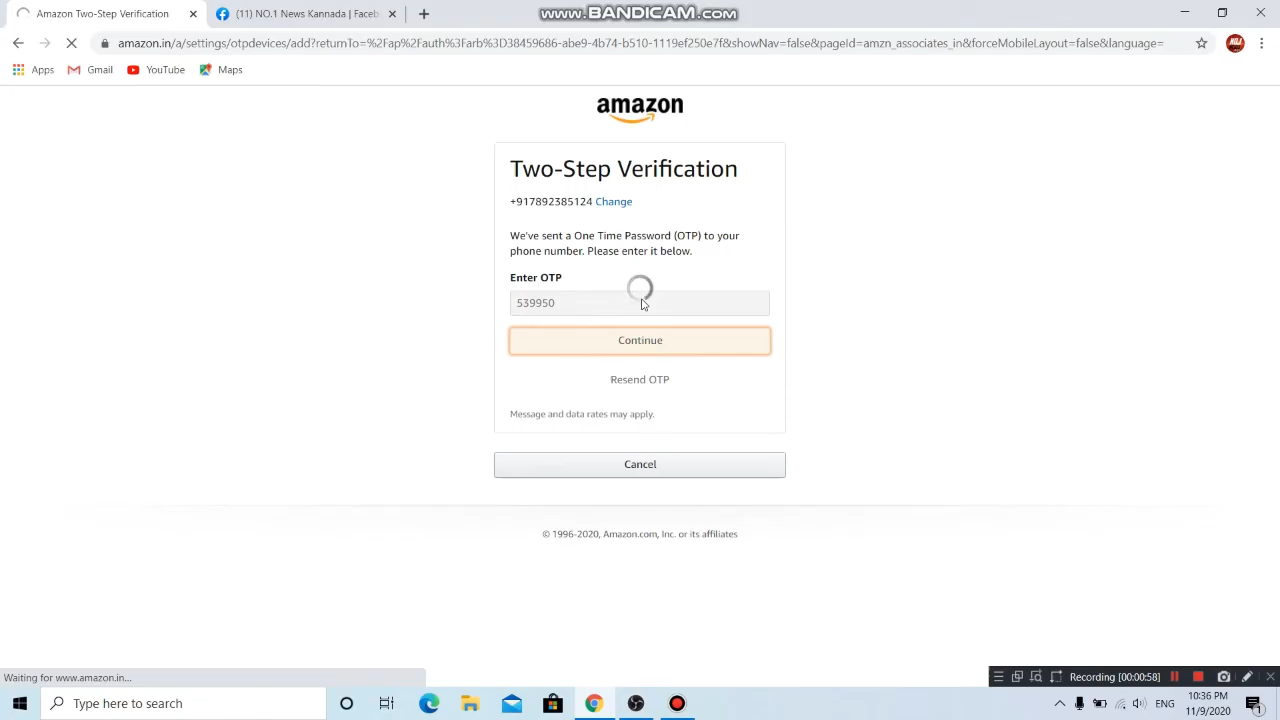 Amazon Two-Step Verification
(11) NO.1 News Kannada | Faceb
www.BANDICAM.com
amazon.in/a/settings/otpdevices/add?returnTo=%2Fap%2Fauth%3Farb%3D38459686-abe9-4b74-b510-1119ef250e7f&showNav=false&pageId=amzn_associates_in&forceMobileLayout=false&language=
Apps
Gmail
YouTube
Maps
amazon
Two-Step Verification
+917892385124 Change
We've sent a One Time Password (OTP) to your
phone number. Please enter it below.
Enter OTP
539950
Continue
Resend OTP
Message and data rates may apply.
Cancel
© 1996-2020, Amazon.com, Inc. or its affiliates
Waiting for www.amazon.in...
Recording [00:00:58]
Type here to search
ENG
10:36 PM
11/9/2020
1